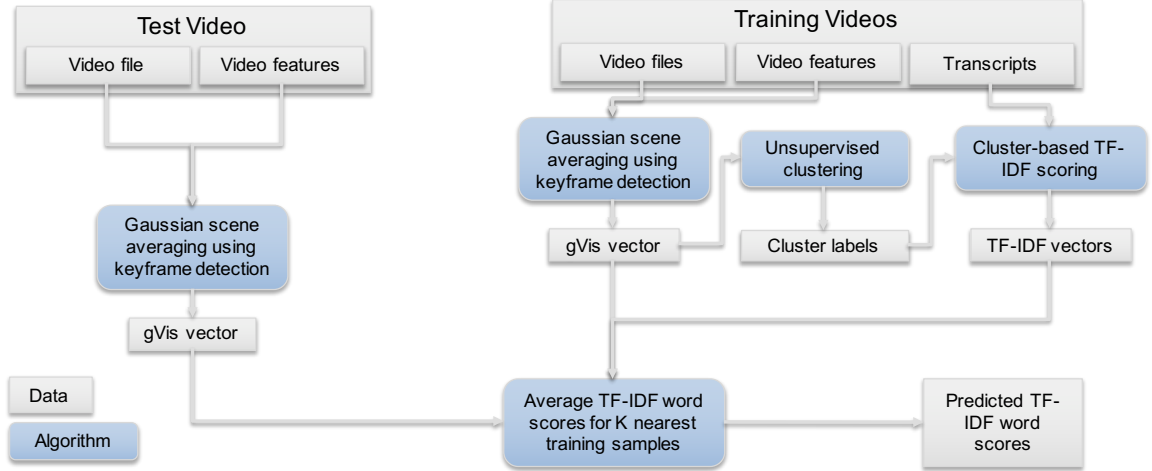 Test Video
Video file
Video features
Gaussian scene
averaging using
keyframe detection
gVis vector
Data
Algorithm
Training Videos
Video files
Video features
Transcripts
Gaussian scene
averaging using
keyframe detection
Unsupervised
clustering
Cluster-based TF-
IDF scoring
gVis vector
Cluster labels
TF-IDF vectors
Average TF-IDF word
scores for K nearest
training samples
Predicted TF-
IDF word
scores